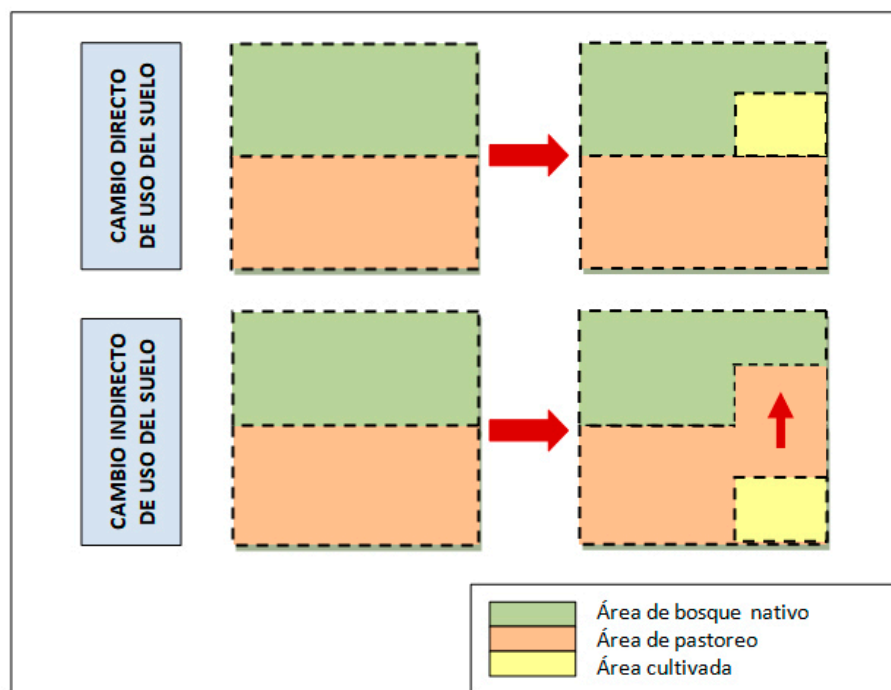 CAMBIO DIRECTO
DE USO DEL SUELO
CAMBIO INDIRECTO
DE USO DEL SUELO
Área de bosque nativo
Área de pastoreo
Área cultivada